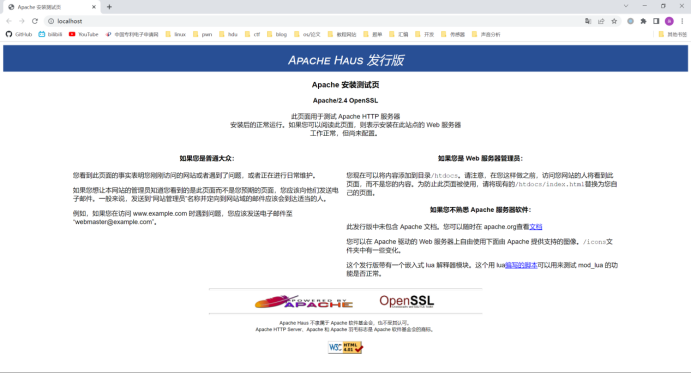 Apache 安装测试页
localhost
GitHub
bilibili
YouTube
中国专利电子申请网
linux
pwn
hdu
ctf
blog
os/论文
教程网站
题单
汇编
开发
传感器
声音分析
其他书签
APACHE HAUS 发行版
Apache 安装测试页
Apache/2.4 OpenSSL
此页面用于测试 Apache HTTP 服务器
安装后的正常运行。如果您可以阅读此页面，则表示安装在此站点的 Web 服务器
工作正常，但尚未配置。
如果您是普通大众：
您看到此页面的事实表明您刚刚访问的网站或者遇到了问题，或者正在进行日常维护。
如果您想让本网站的管理员知道您看到的是此页面而不是您预期的页面，您应该向他们发送电
子邮件。一般来说，发送到“网站管理员”名称并定向到网站域的邮件应该会到达适当的人。
例如，如果您在访问 www.example.com 时遇到问题，您应该发送电子邮件至
“webmaster@example.com”。
如果您是 Web 服务器管理员：
您现在可以将内容添加到目录/htdocs。请注意，在您这样做之前，访问您网站的人将看到此
页面，而不是您的内容。为防止此页面被使用，请将现有的/htdocs/index.html替换为您自
己的页面。
如果您不熟悉 Apache 服务器软件：
此发行版中未包含 Apache 文档。您可以随时在 apache.org查看文档
您可以在 Apache 驱动的 Web 服务器上自由使用下面由 Apache 提供支持的图像。/icons文
件夹中有一些变化。
这个发行版带有一个嵌入式 lua 解释器模块。这个用 lua编写的脚本可以用来测试 mod_lua 的功
能是否正常。
POWERED BY
APACHE
OpenSSL
Apache Haus 不隶属于 Apache 软件基金会，也不受其认可。
Apache HTTP Server、Apache 和 Apache 羽毛标志是 Apache 软件基金会的商标。
W3C HTML
4.01